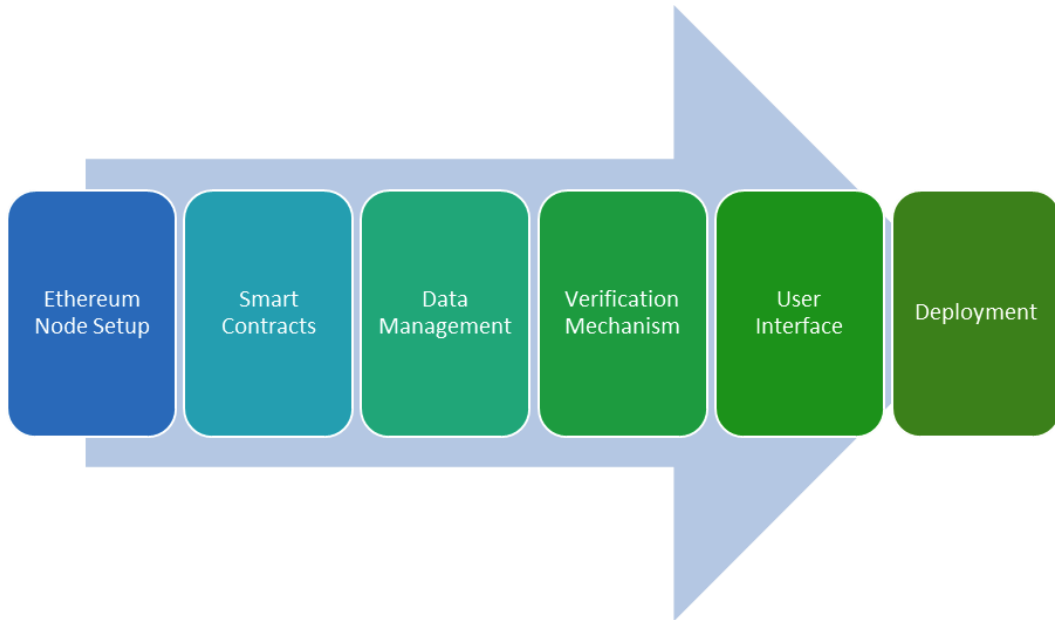 Ethereum
Node Setup
Smart
Contracts
Data
Management
Verification
Mechanism
User
Interface
Deployment